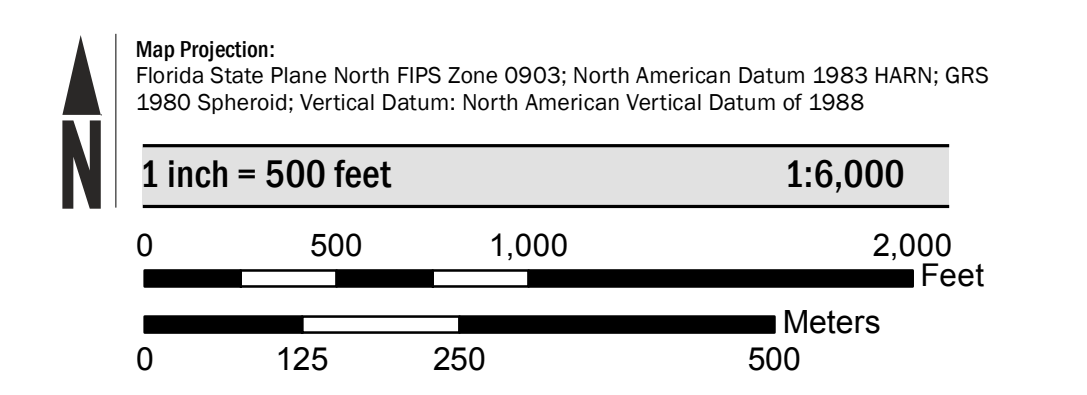 N
Map Projection:
Florida State Plane North FIPS Zone 0903; North American Datum 1983 HARN; GRS
1980 Spheroid; Vertical Datum: North American Vertical Datum of 1988
1 inch = 500 feet 1:6,000
0 500 1,000 2,000
Feet
Meters
0 125 250 500